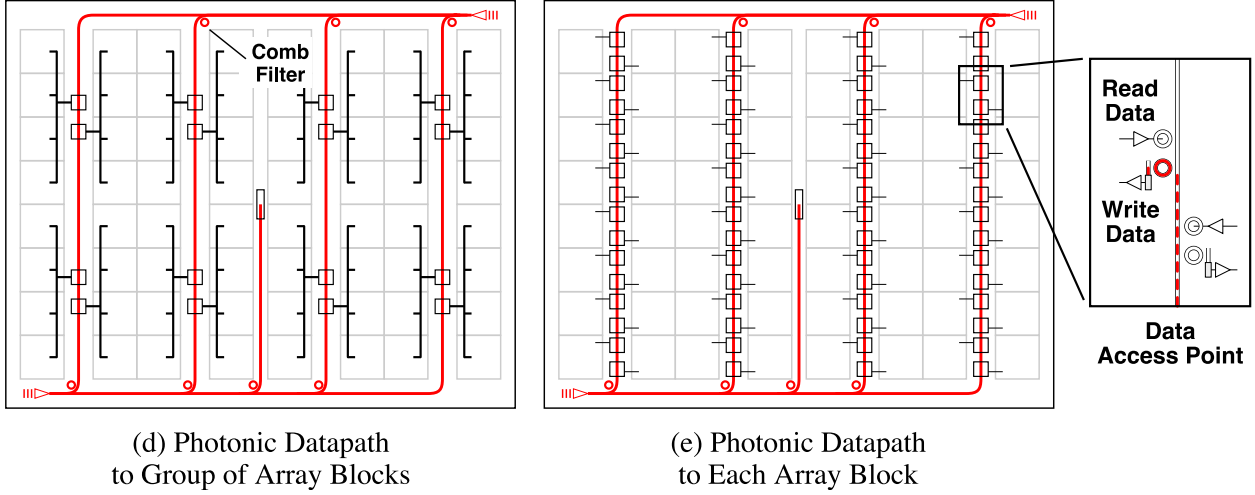 Comb
Filter
Read
Data
Write
Data
Data
Access Point
(d) Photonic Datapath
to Group of Array Blocks
(e) Photonic Datapath
to Each Array Block